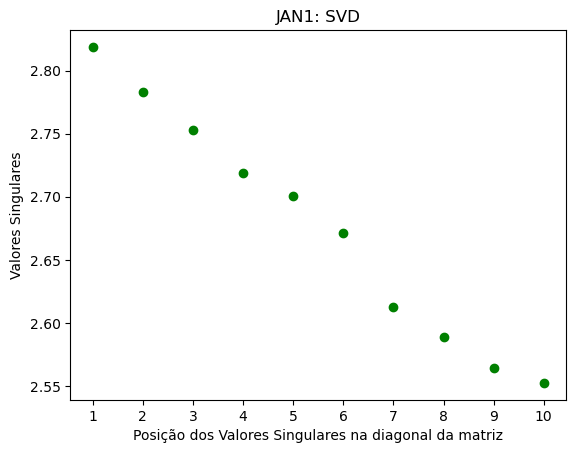 JAN1: SVD
Valores Singulares
2.80
2.75
2.70
2.65
2.60
2.55
1 2 3 4 5 6 7 8 9 10
Posição dos Valores Singulares na diagonal da matriz